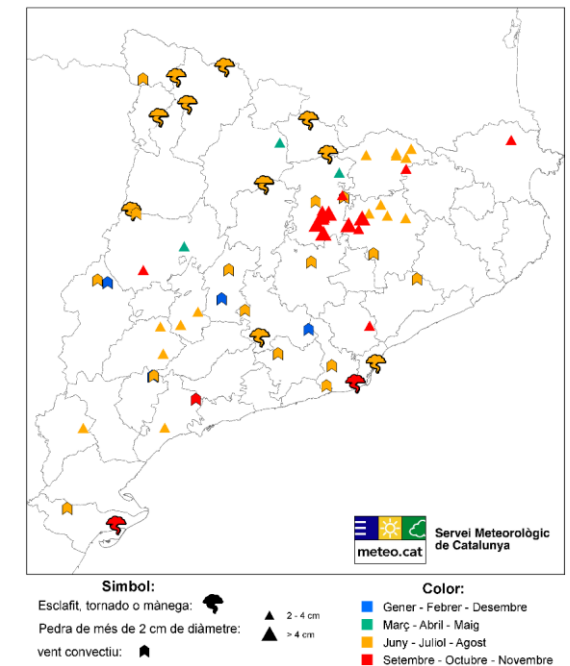 meteo.cat
Servei Meteorològic
de Catalunya
Simbol:
Esclafit, tornado o mànega:
Pedra de més de 2 cm de diàmetre:
2 - 4 cm
> 4 cm
vent convectiu:
Color:
Gener - Febrer - Desembre
Març - Abril - Maig
Juny - Juliol - Agost
Setembre - Octubre - Novembre